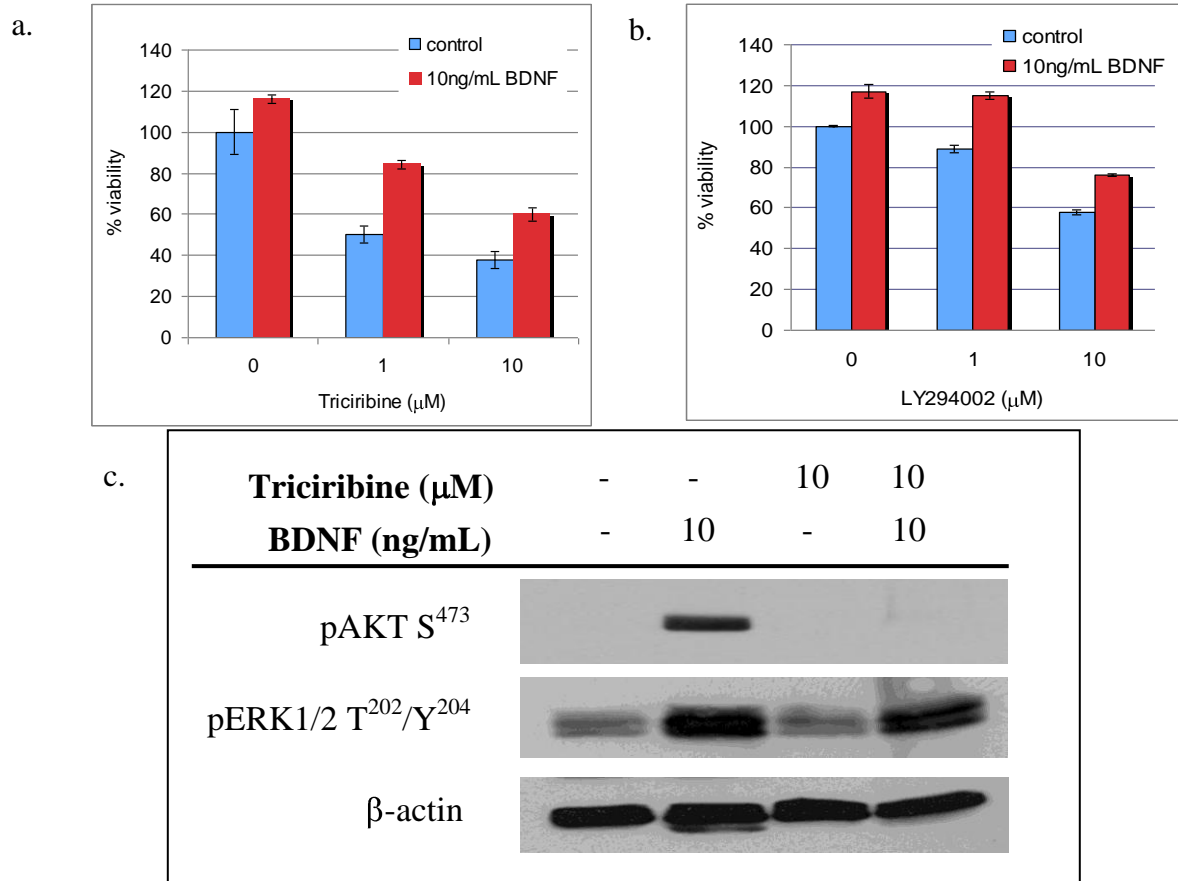 a.
140
120
100
80
60
40
20
0
% viability
control
10ng/mL BDNF
0 1 10
Triciribine (μM)
b.
140
120
100
80
60
40
20
0
% viability
control
10ng/mL BDNF
0 1 10
LY294002 (μM)
c.
Triciribine (μM) - - 10 10
BDNF (ng/mL) - 10 - 10
pAKT S⁴⁷³
pERK1/2 T²⁰²/Y²⁰⁴
β-actin